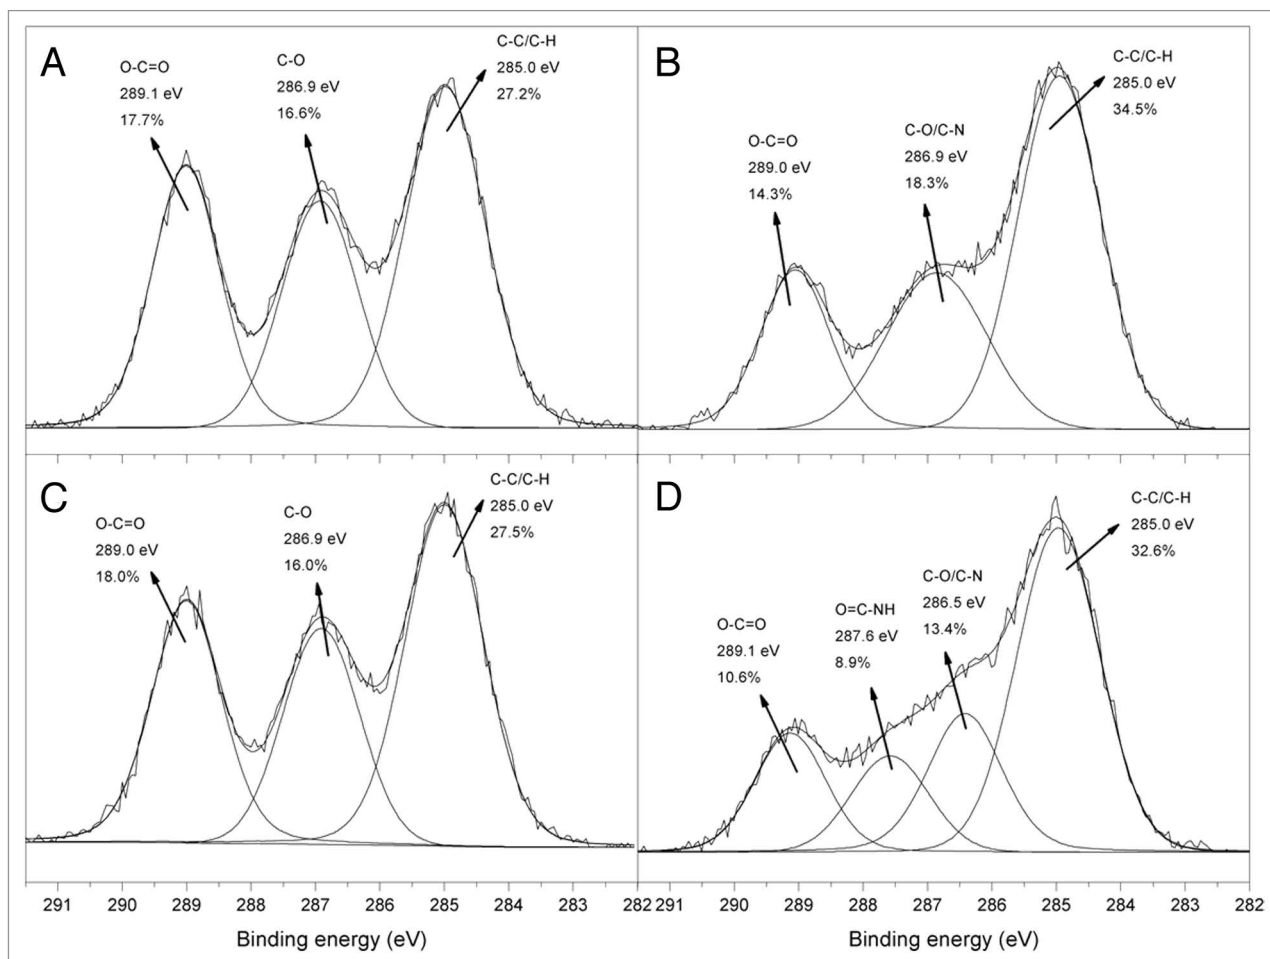 A
O-C=O
289.1 eV
17.7%
C-O
286.9 eV
16.6%
C-C/C-H
285.0 eV
27.2%
B
O-C=O
289.0 eV
14.3%
C-O/C-N
286.9 eV
18.3%
C-C/C-H
285.0 eV
34.5%
C
O-C=O
289.0 eV
18.0%
C-O
286.9 eV
16.0%
C-C/C-H
285.0 eV
27.5%
D
O-C=O
289.1 eV
10.6%
O=C-NH
287.6 eV
8.9%
C-O/C-N
286.5 eV
13.4%
C-C/C-H
285.0 eV
32.6%
291 290 289 288 287 286 285 284 283 282
291 290 289 288 287 286 285 284 283 282
Binding energy (eV)
Binding energy (eV)